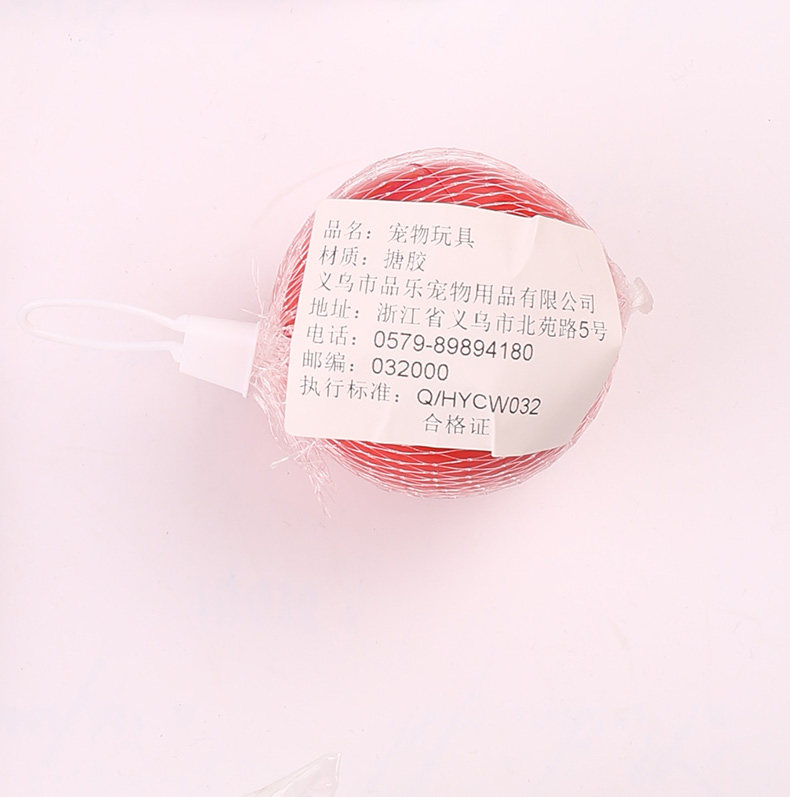 品名：宠物玩具
材质：搪胶
义乌市品乐宠物用品有限公司
地址：浙江省义乌市北苑路5号
电话：0579-89894180
邮编：032000
执行标准：Q/HYCW032
合格证